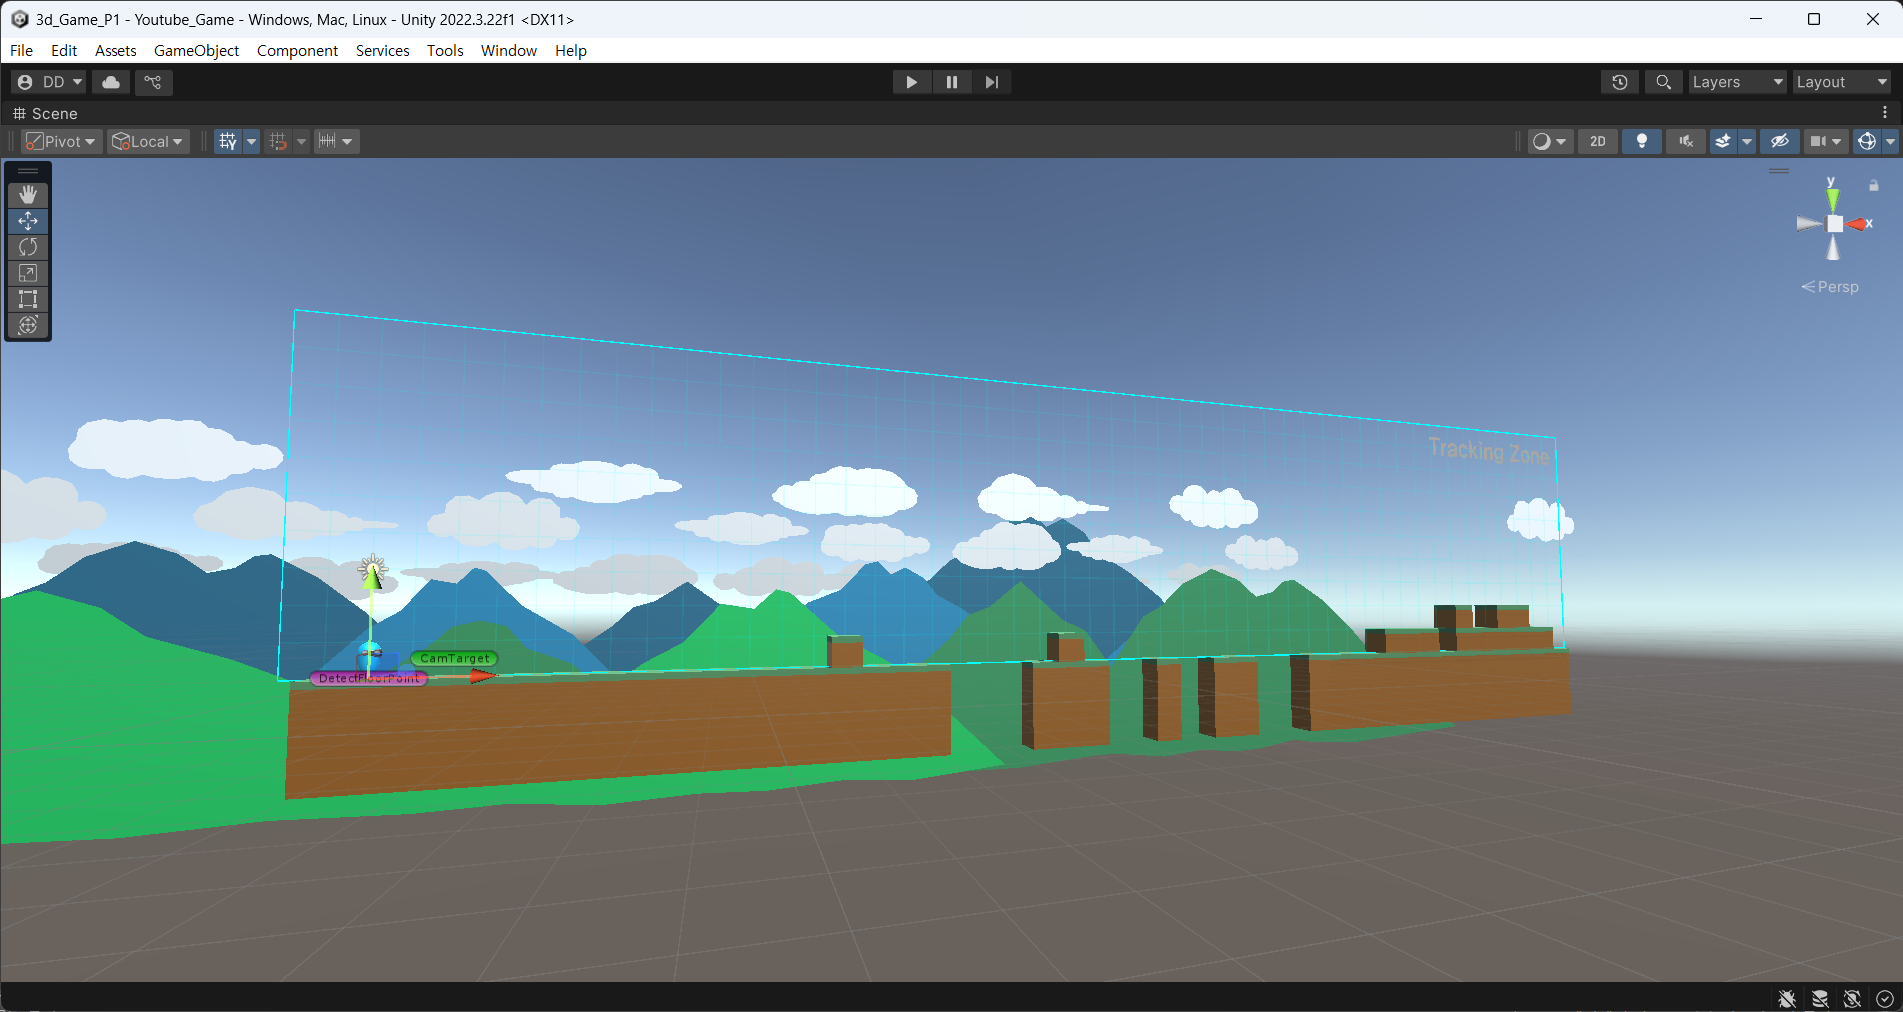 3d_Game_P1 - Youtube_Game - Windows, Mac, Linux - Unity 2022.3.22f1 <DX11>
File Edit Assets GameObject Component Services Tools Window Help
DD Layers Layout
Scene
Pivot Local 2D
y
x
Persp
Tracking Zone
CamTarget
DetectFloorPoint